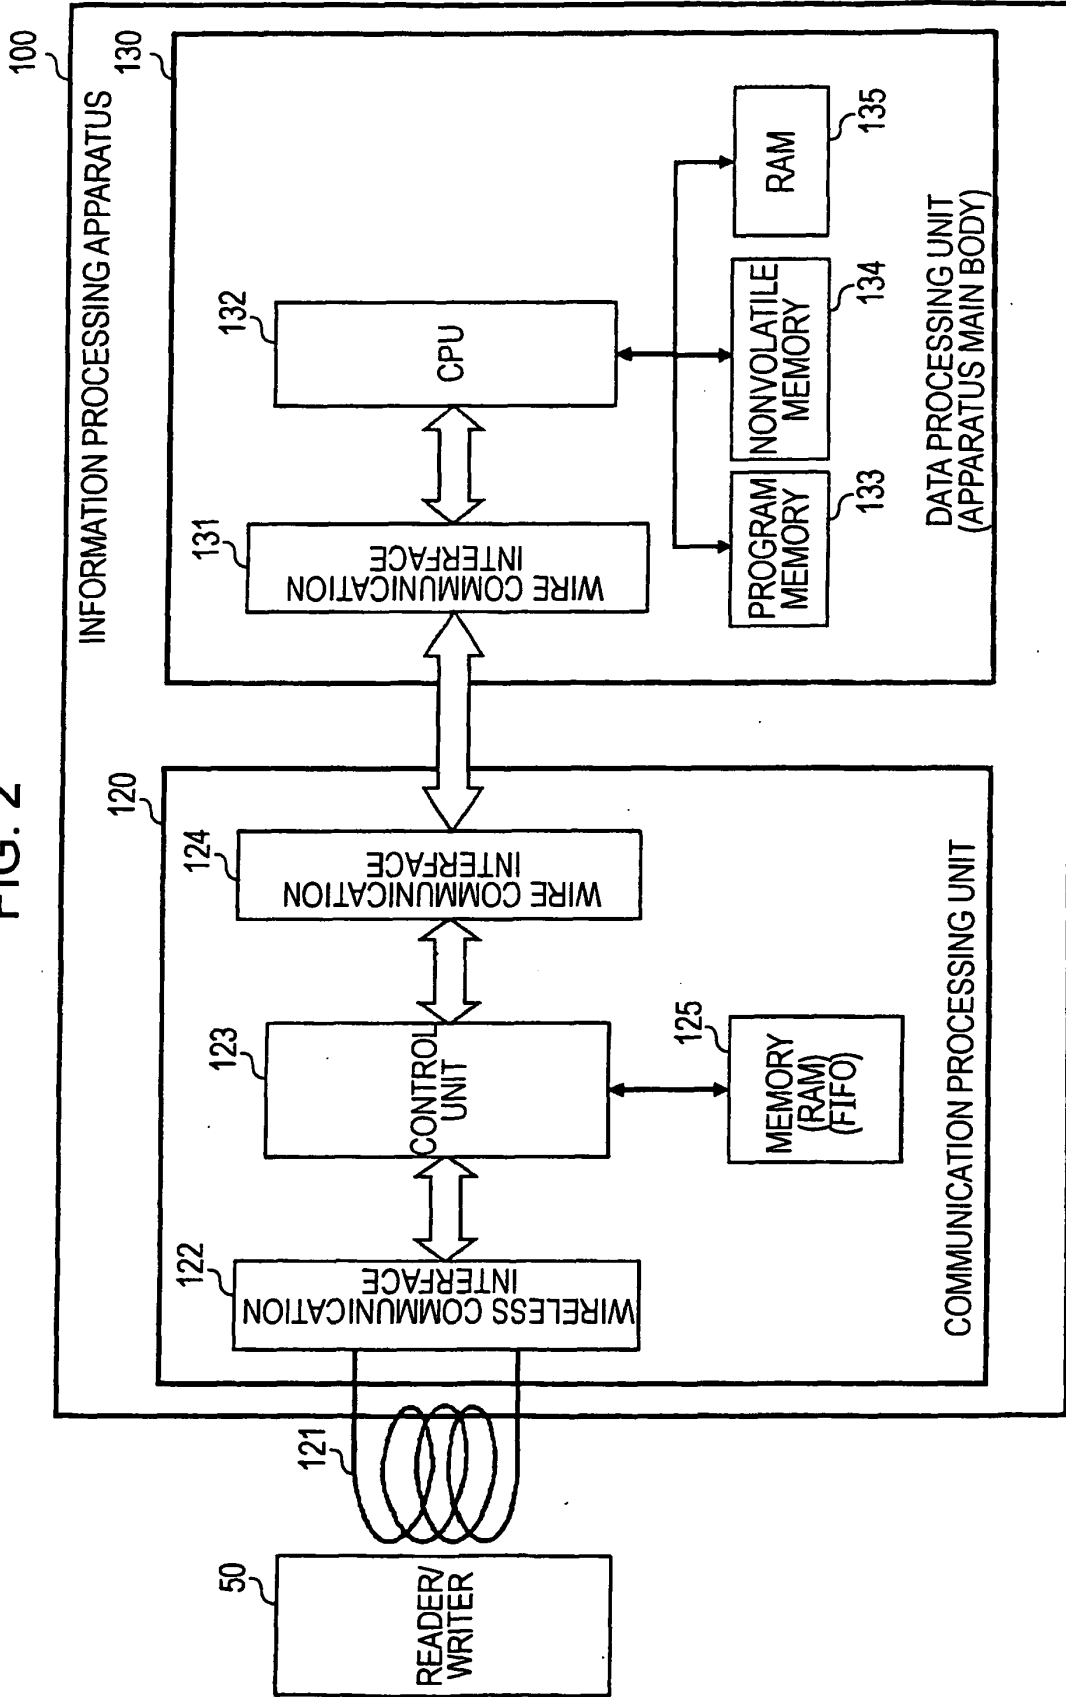 FIG. 2
100
INFORMATION PROCESSING APPARATUS
120
130
50
READER/
WRITER
121
122
WIRELESS COMMUNICATION
INTERFACE
123
CONTROL
UNIT
124
WIRE COMMUNICATION
INTERFACE
125
MEMORY
(RAM)
(FIFO)
COMMUNICATION PROCESSING UNIT
131
WIRE COMMUNICATION
INTERFACE
132
CPU
PROGRAM
MEMORY
133
NONVOLATILE
MEMORY
134
RAM
135
DATA PROCESSING UNIT
(APPARATUS MAIN BODY)